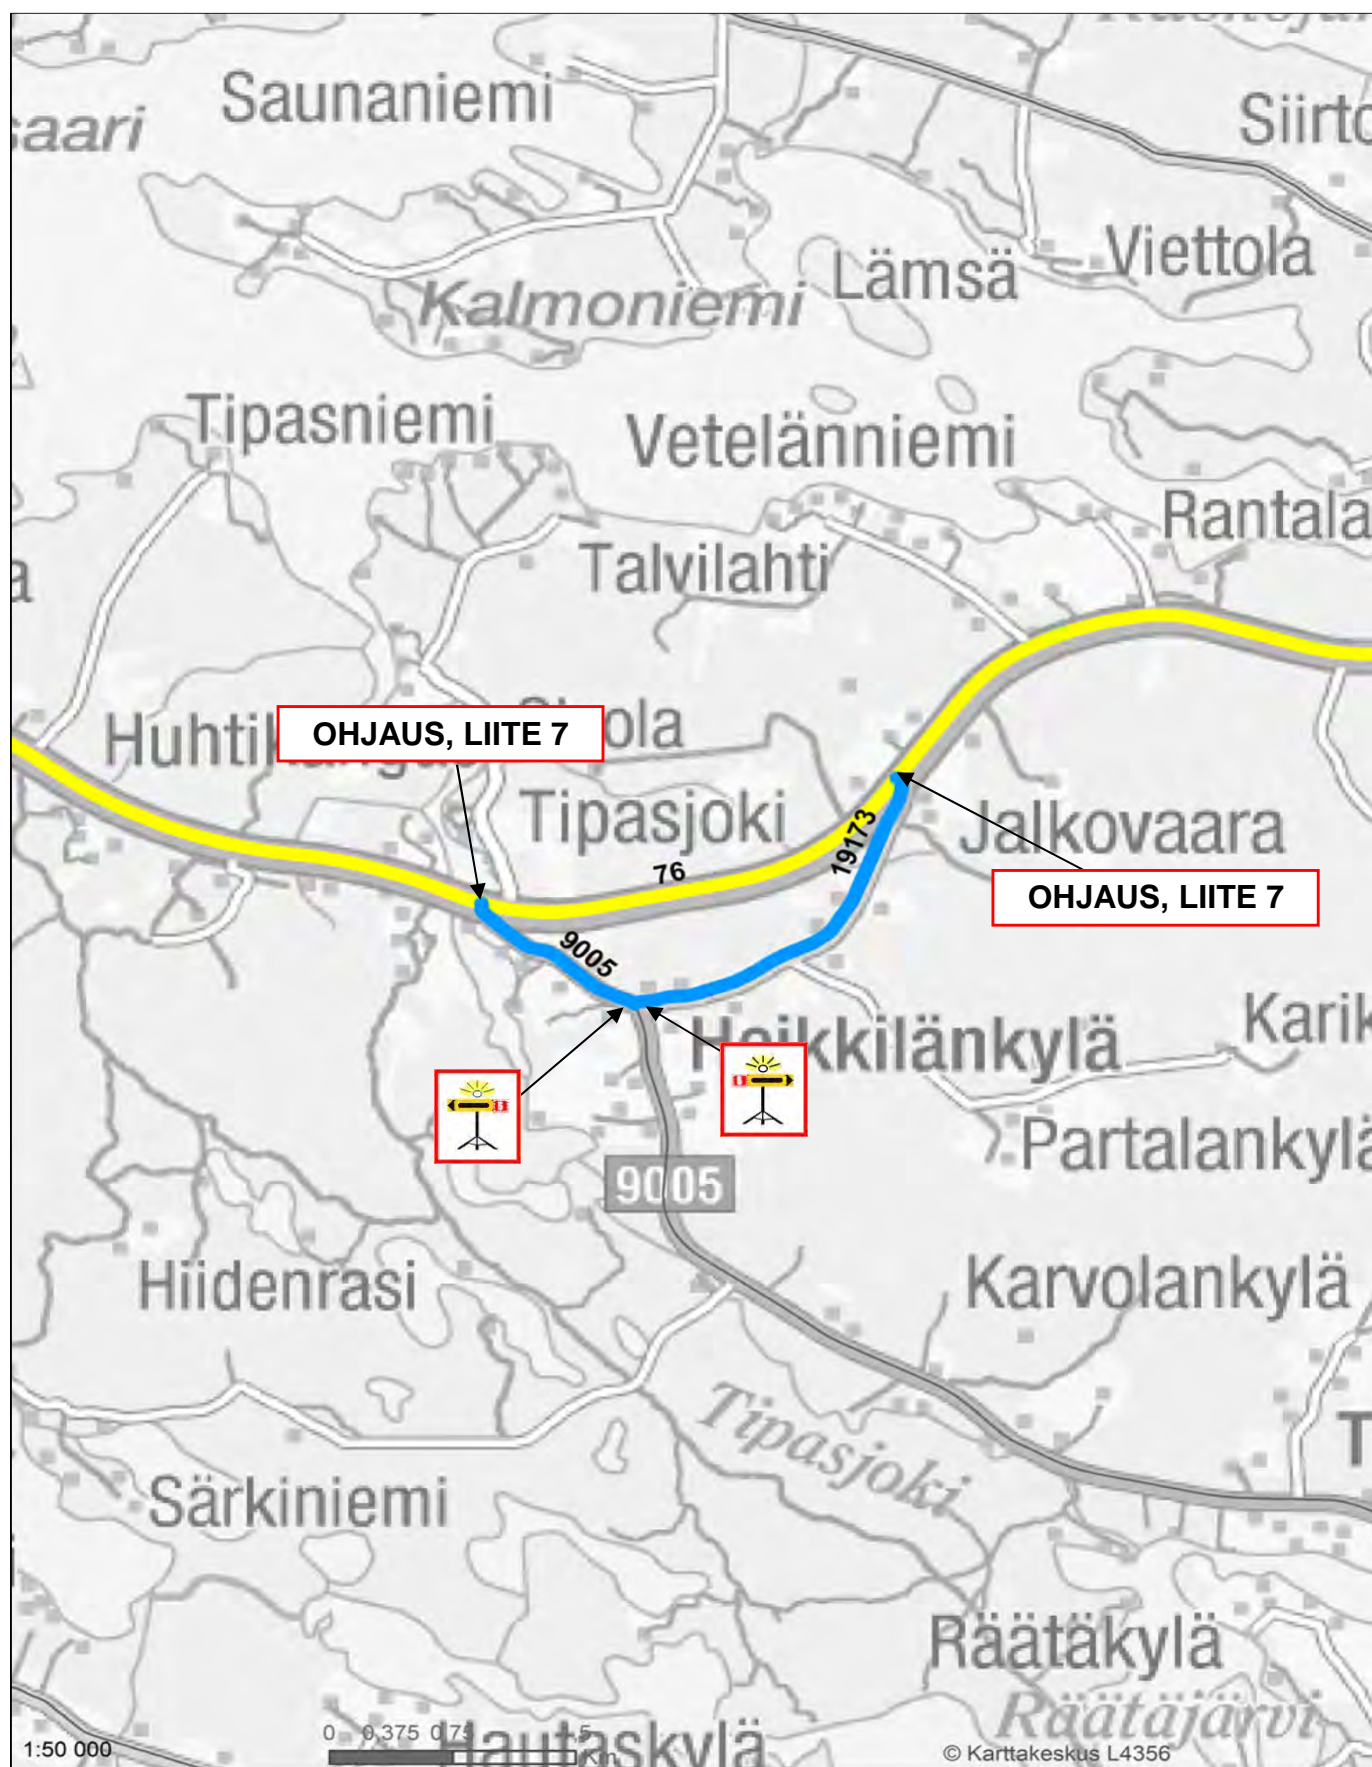 Saunaniemi
saari
Siirto
Viettola
Lämsä
Kalmoniemi
Tipasniemi
Vetelänniemi
Rantala
Talvilahti
a
OHJAUS, LIITE 7
ola
Tipasjoki
19173
Jalkovaara
76
OHJAUS, LIITE 7
9005
Karik
Heikkilänkylä
Partalankylä
9005
Hiidenrasi
Karvolankylä
Tipasjoki
T
Särkiniemi
Räätäkylä
Räätäjärvi
0 0,375 0,75 1,5
Km
1:50 000
© Karttakeskus L4356